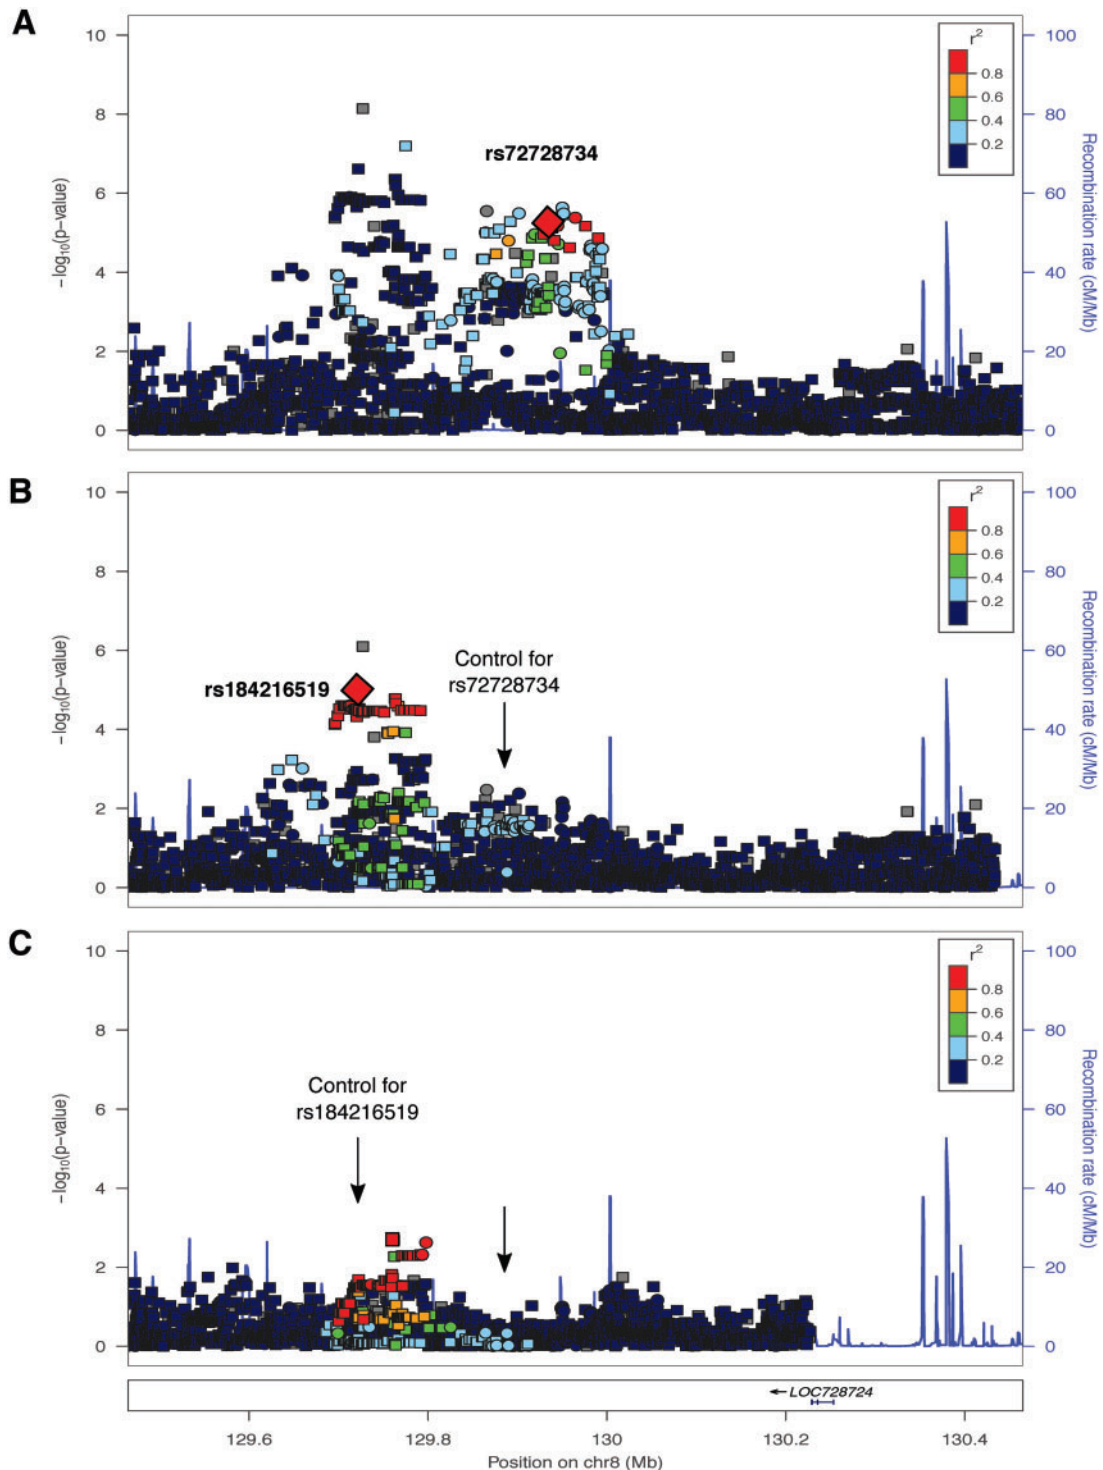 A
10
8
6
4
2
0
−log10(p−value)
rs72728734
r2
0.8
0.6
0.4
0.2
100
80
60
40
20
0
Recombination rate (cM/Mb)
B
10
8
6
4
2
0
−log10(p−value)
rs184216519
Control for
rs72728734
r2
0.8
0.6
0.4
0.2
100
80
60
40
20
0
Recombination rate (cM/Mb)
C
10
8
6
4
2
0
−log10(p−value)
Control for
rs184216519
r2
0.8
0.6
0.4
0.2
100
80
60
40
20
0
Recombination rate (cM/Mb)
LOC728724
129.6 129.8 130 130.2 130.4
Position on chr8 (Mb)